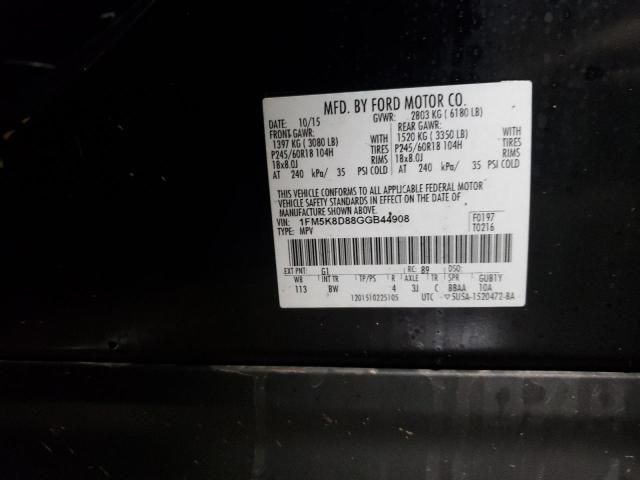 MFD. BY FORD MOTOR CO.
DATE: 10/15 GVWR: 2803 KG ( 6180 LB)
FRONT GAWR: REAR GAWR:
1397 KG ( 3080 LB) WITH 1520 KG ( 3350 LB) WITH
P245/60R18 104H TIRES P245/60R18 104H TIRES
18x8.0J RIMS 18x8.0J RIMS
AT 240 kPa/ 35 PSI COLD AT 240 kPa/ 35 PSI COLD
THIS VEHICLE CONFORMS TO ALL APPLICABLE FEDERAL MOTOR
VEHICLE SAFETY STANDARDS IN EFFECT ON THE DATE OF
MANUFACTURE SHOWN ABOVE.
VIN: 1FM5K8D88GGB44908 F0197
TYPE: MPV T0216
EXT PNT: G1 RC: 89 DSO:
WB INT TR TP/PS R AXLE TR SPR GUB1Y
113 BW 4 3J C BBAA 10A
1201510225105 UTC ▽5U5A-1520472-BA